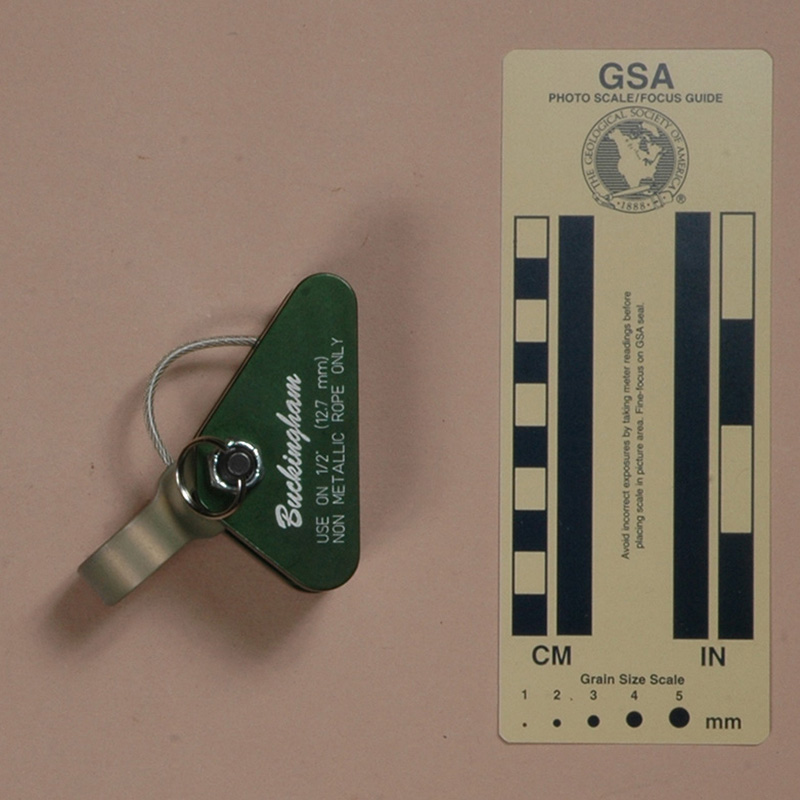 Buckingham
USE ON 1/2" (12.7 mm)
NON METALLIC ROPE ONLY
GSA
PHOTO SCALE/FOCUS GUIDE
THE GEOLOGICAL SOCIETY OF AMERICA
·1888·
®
Avoid incorrect exposures by taking meter readings before
placing scale in picture area. Fine-focus on GSA seal.
CM IN
Grain Size Scale
1 2 3 4 5
mm